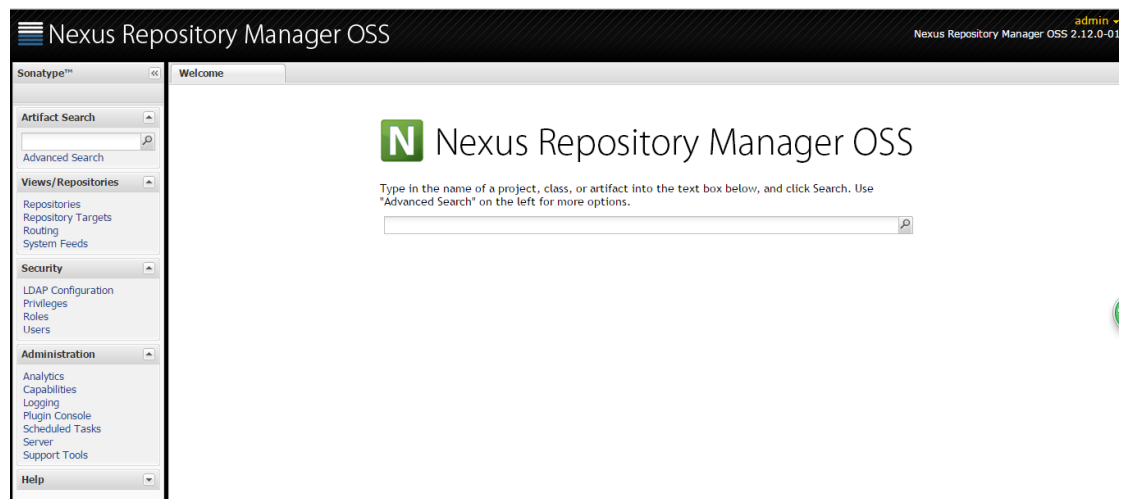 Nexus Repository Manager OSS
admin
Nexus Repository Manager OSS 2.12.0-01
Sonatype™
Welcome
Artifact Search
Advanced Search
Views/Repositories
Repositories
Repository Targets
Routing
System Feeds
Security
LDAP Configuration
Privileges
Roles
Users
Administration
Analytics
Capabilities
Logging
Plugin Console
Scheduled Tasks
Server
Support Tools
Help
N Nexus Repository Manager OSS
Type in the name of a project, class, or artifact into the text box below, and click Search. Use
"Advanced Search" on the left for more options.